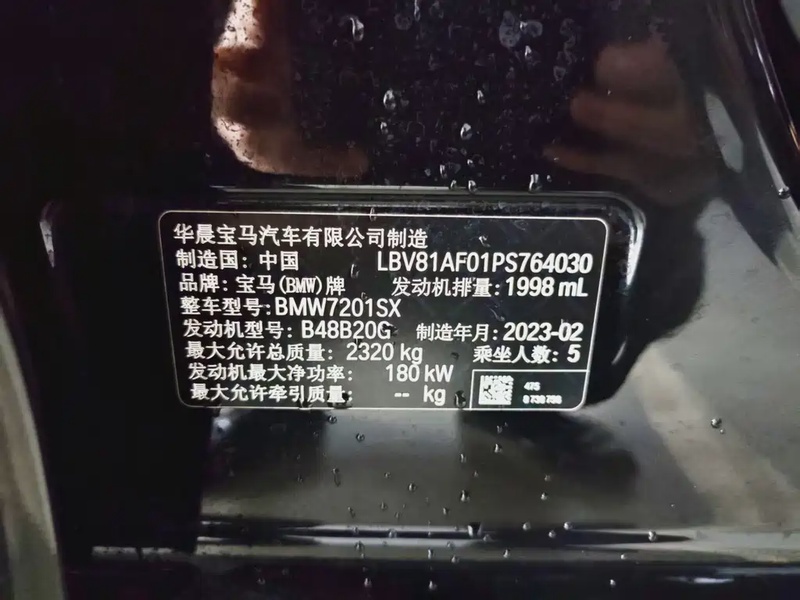 华晨宝马汽车有限公司制造
制造国: 中国 LBV81AF01PS764030
品牌: 宝马(BMW)牌 发动机排量: 1998 mL
整车型号: BMW7201SX
发动机型号: B48B20G 制造年月: 2023-02
最大允许总质量: 2320 kg 乘坐人数: 5
发动机最大净功率: 180 kW
最大允许牵引质量: -- kg
475